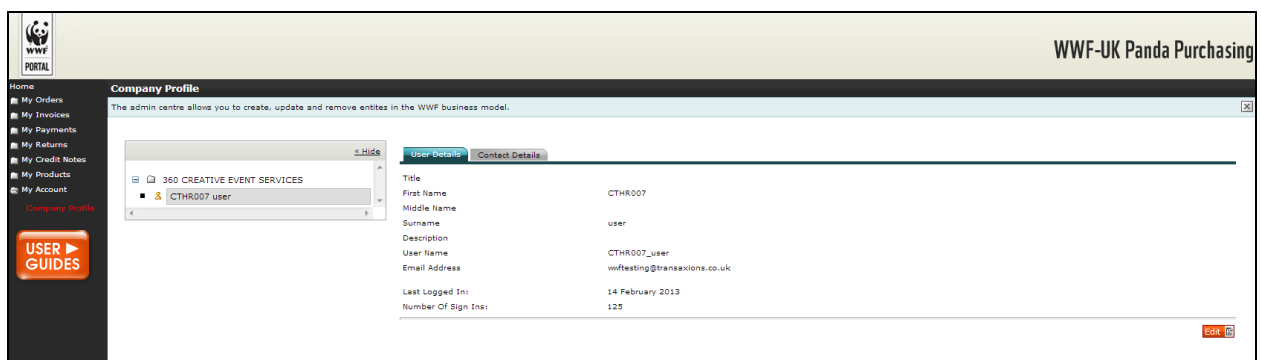 WWF
PORTAL
WWF-UK Panda Purchasing
Home
My Orders
My Invoices
My Payments
My Returns
My Credit Notes
My Products
My Account
Company Profile
USER
GUIDES
Company Profile
The admin centre allows you to create, update and remove entites in the WWF business model.
< Hide
360 CREATIVE EVENT SERVICES
CTHR007 user
User Details Contact Details
Title
First Name CTHR007
Middle Name
Surname user
Description
User Name CTHR007_user
Email Address wwftesting@transaxions.co.uk
Last Logged In: 14 February 2013
Number Of Sign Ins: 125
Edit